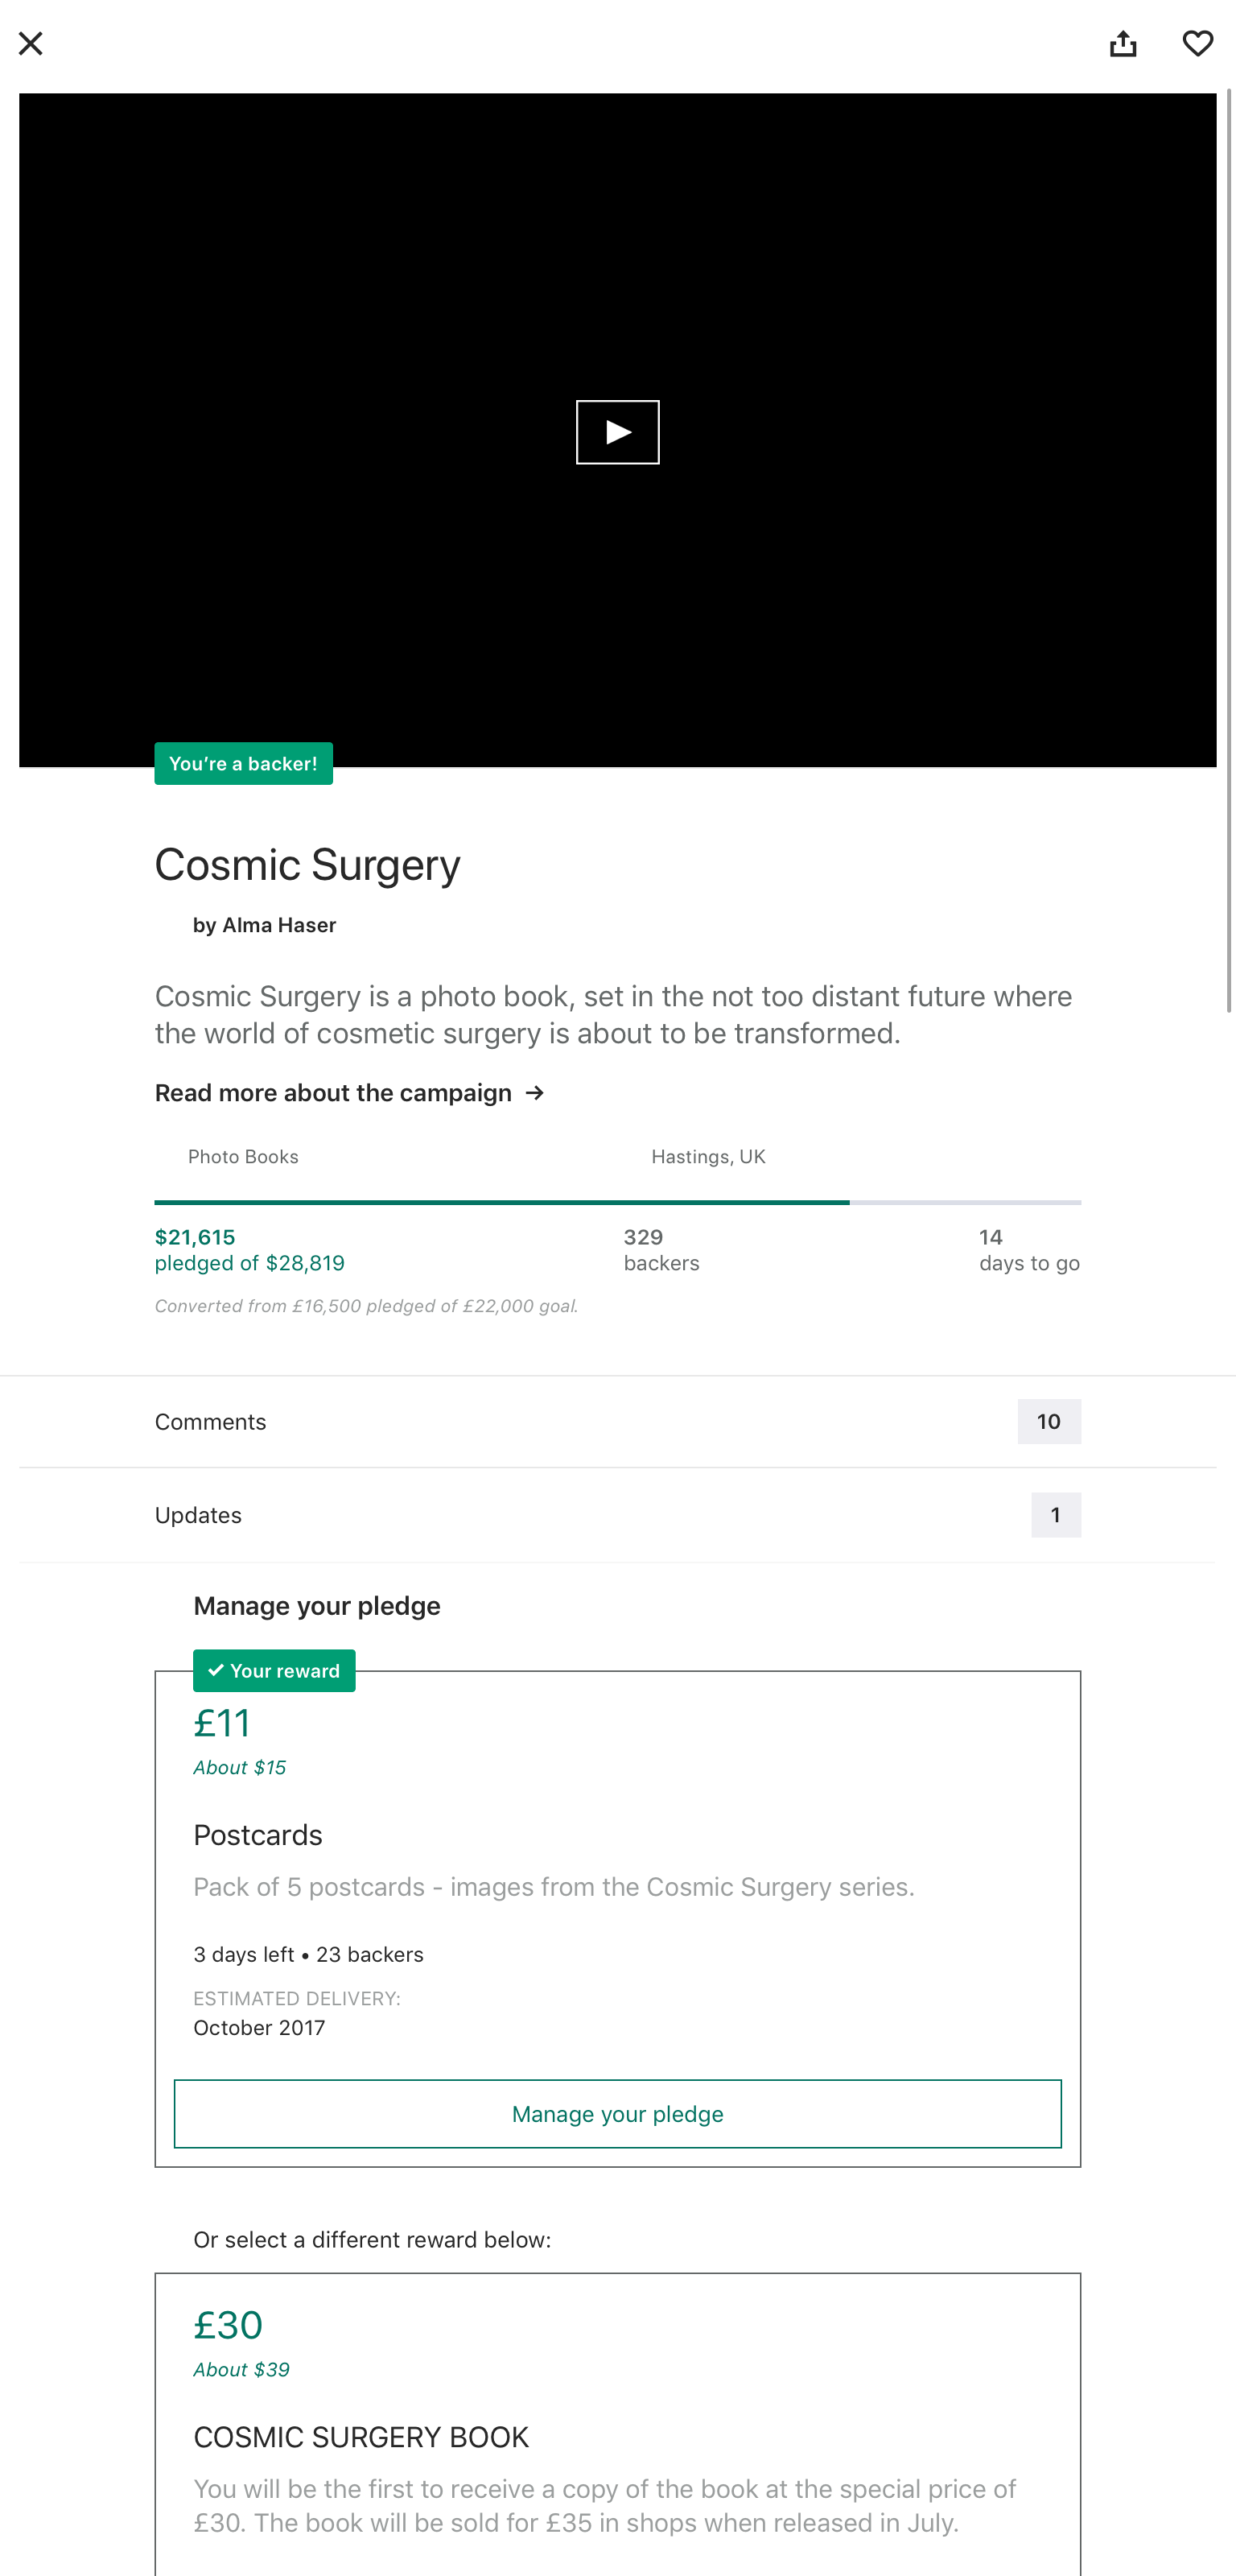 You’re a backer!
Cosmic Surgery
by Alma Haser
Cosmic Surgery is a photo book, set in the not too distant future where
the world of cosmetic surgery is about to be transformed.
Read more about the campaign →
Photo Books
Hastings, UK
$21,615
pledged of $28,819
329
backers
14
days to go
Converted from £16,500 pledged of £22,000 goal.
Comments
10
Updates
1
Manage your pledge
✓ Your reward
£11
About $15
Postcards
Pack of 5 postcards - images from the Cosmic Surgery series.
3 days left • 23 backers
ESTIMATED DELIVERY:
October 2017
Manage your pledge
Or select a different reward below:
£30
About $39
COSMIC SURGERY BOOK
You will be the first to receive a copy of the book at the special price of
£30. The book will be sold for £35 in shops when released in July.